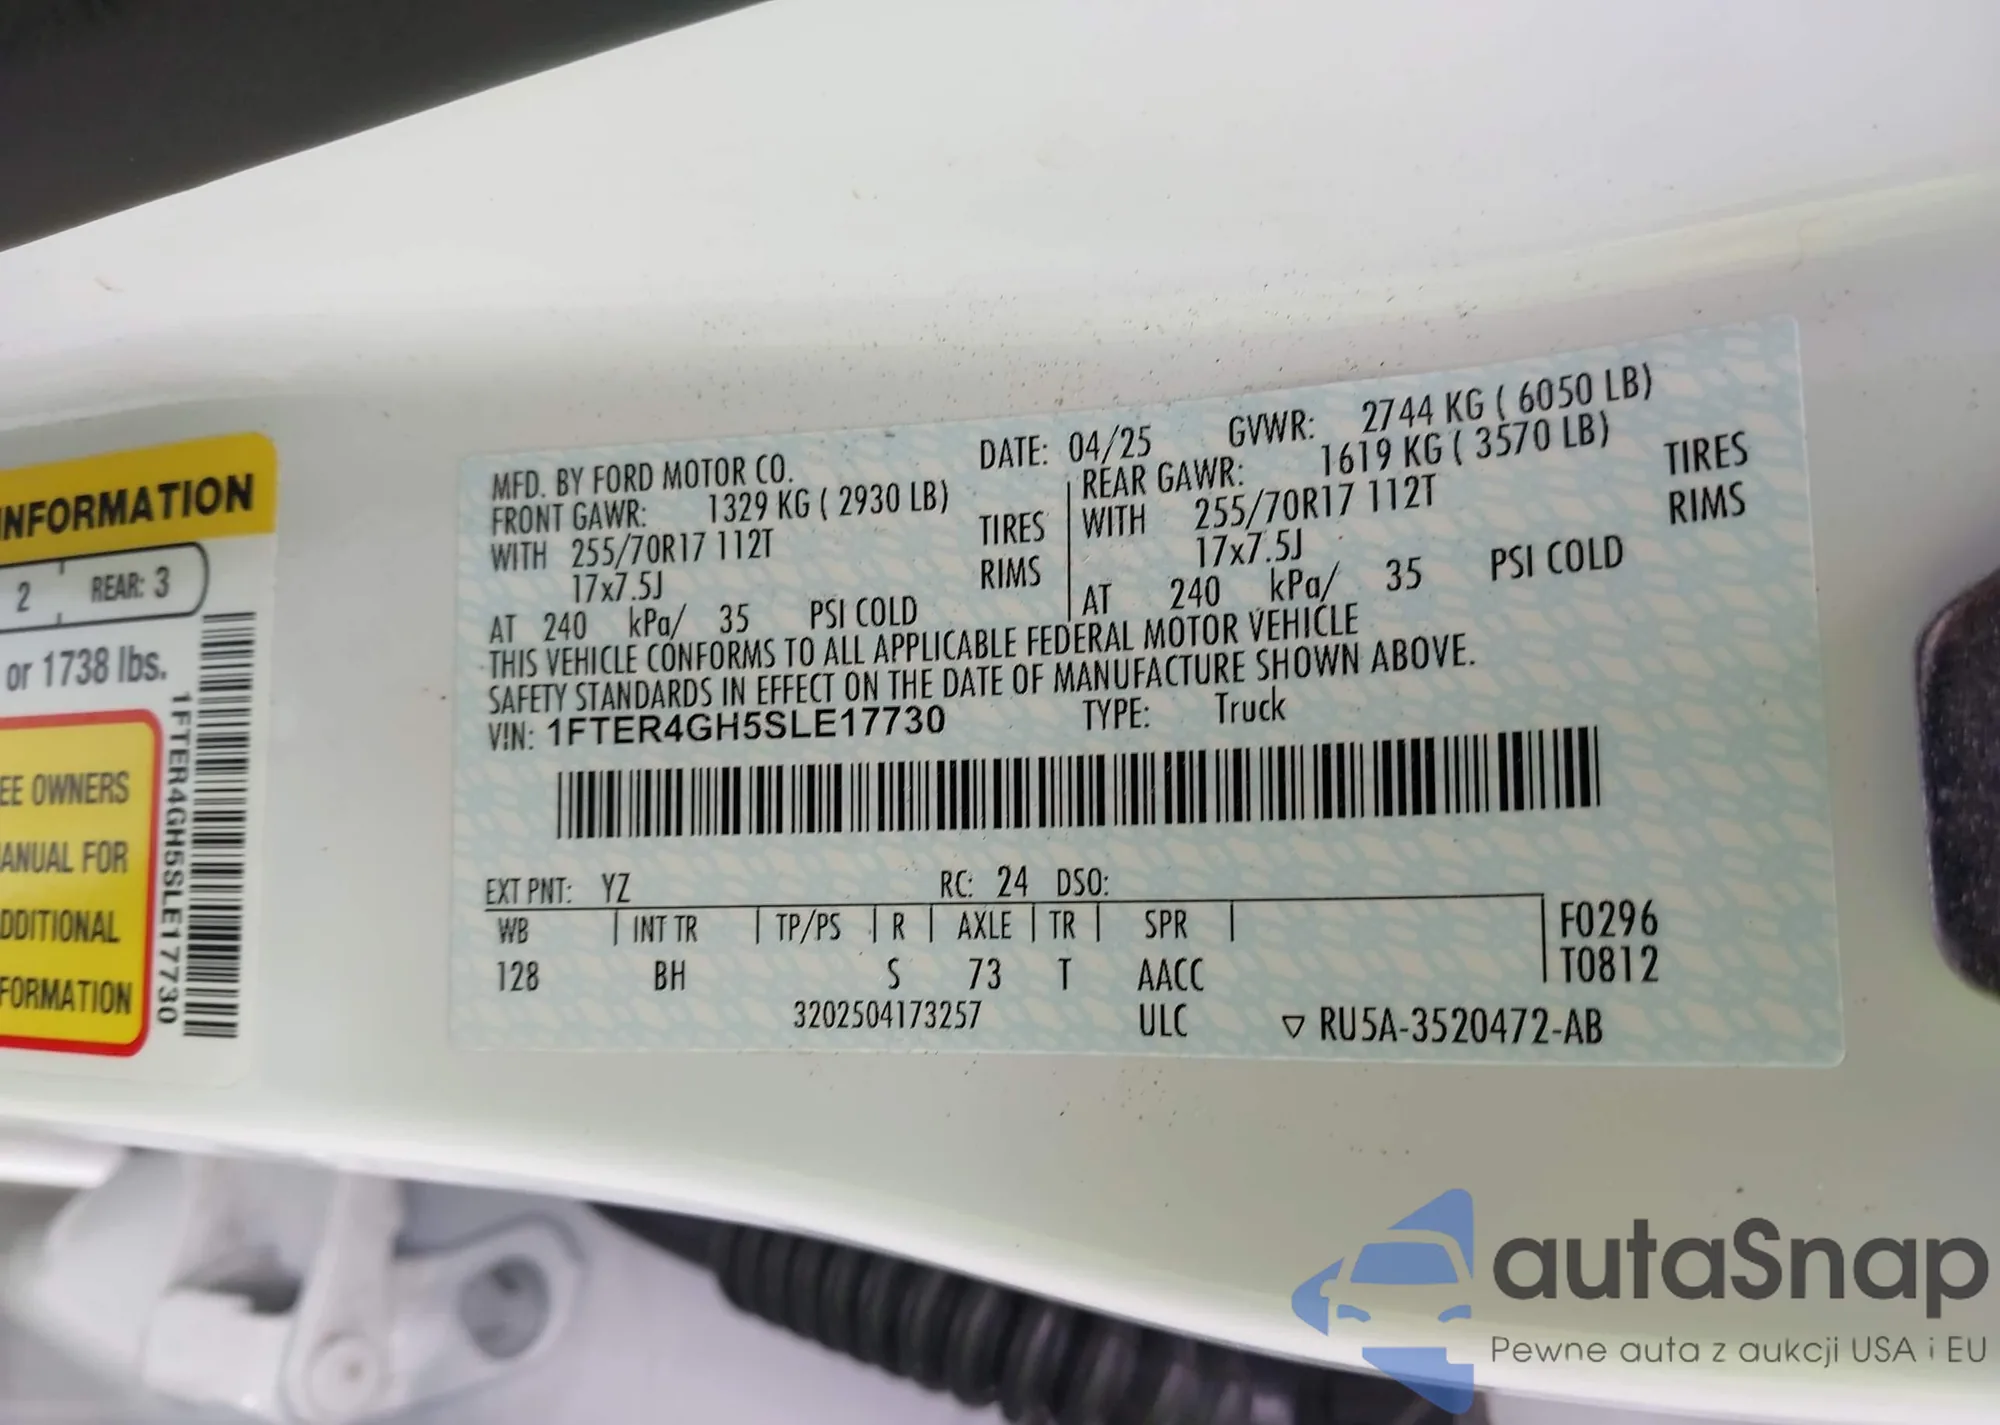 INFORMATION
2 REAR: 3
or 1738 lbs.
EE OWNERS
ANUAL FOR
DDITIONAL
FORMATION
1FTER4GH5SLE17730
MFD. BY FORD MOTOR CO. DATE: 04/25 GVWR: 2744 KG ( 6050 LB)
FRONT GAWR: 1329 KG ( 2930 LB) REAR GAWR: 1619 KG ( 3570 LB)
WITH 255/70R17 112T TIRES WITH 255/70R17 112T TIRES
17x7.5J RIMS 17x7.5J RIMS
AT 240 kPa/ 35 PSI COLD AT 240 kPa/ 35 PSI COLD
THIS VEHICLE CONFORMS TO ALL APPLICABLE FEDERAL MOTOR VEHICLE
SAFETY STANDARDS IN EFFECT ON THE DATE OF MANUFACTURE SHOWN ABOVE.
VIN: 1FTER4GH5SLE17730 TYPE: Truck
EXT PNT: YZ RC: 24 DSO:
WB INT TR TP/PS R AXLE TR SPR F0296
128 BH S 73 T AACC T0812
3202504173257 ULC ▽ RU5A-3520472-AB
autaSnap
Pewne auta z aukcji USA i EU